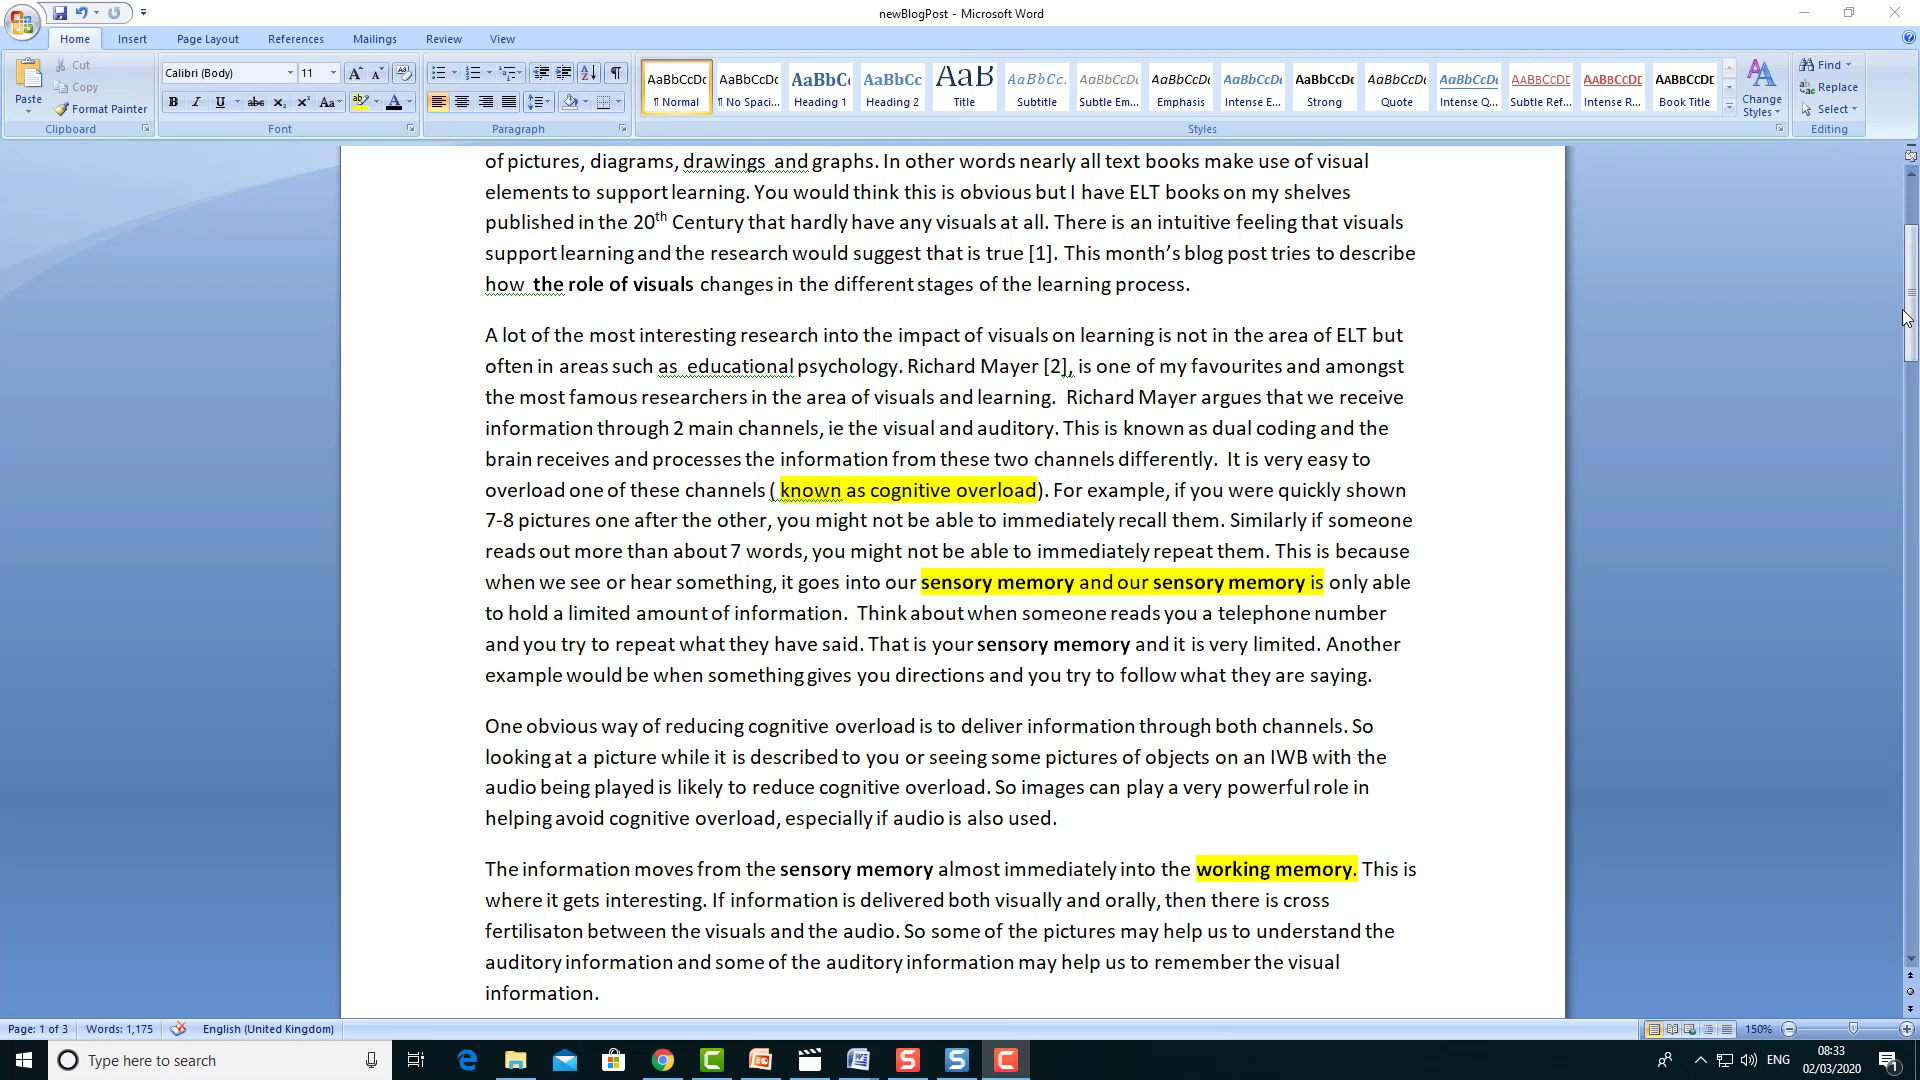 newBlogPost - Microsoft Word
Home Insert Page Layout References Mailings Review View
Paste
Cut
Copy
Format Painter
Clipboard
Calibri (Body) 11
Font
Paragraph
AaBbCcDc AaBbCcDc AaBbC AaBbCc AaB AaBbCc. AaBbCcDc AaBbCcDc AaBbCcDc AaBbCcDc AaBbCcDc AaBbCcDc AABBCCDD AABBCCDD AABBCCDD
¶ Normal ¶ No Spaci... Heading 1 Heading 2 Title Subtitle Subtle Em... Emphasis Intense E... Strong Quote Intense Q... Subtle Ref... Intense R... Book Title
Change Styles
Styles
Find
Replace
Select
Editing
of pictures, diagrams, drawings  and graphs. In other words nearly all text books make use of visual
elements to support learning. You would think this is obvious but I have ELT books on my shelves
published in the 20th Century that hardly have any visuals at all. There is an intuitive feeling that visuals
support learning and the research would suggest that is true [1]. This month’s blog post tries to describe
how  the role of visuals changes in the different stages of the learning process.
A lot of the most interesting research into the impact of visuals on learning is not in the area of ELT but
often in areas such as  educational psychology. Richard Mayer [2], is one of my favourites and amongst
the most famous researchers in the area of visuals and learning.  Richard Mayer argues that we receive
information through 2 main channels, ie the visual and auditory. This is known as dual coding and the
brain receives and processes the information from these two channels differently.  It is very easy to
overload one of these channels ( known as cognitive overload). For example, if you were quickly shown
7-8 pictures one after the other, you might not be able to immediately recall them. Similarly if someone
reads out more than about 7 words, you might not be able to immediately repeat them. This is because
when we see or hear something, it goes into our sensory memory and our sensory memory is only able
to hold a limited amount of information.  Think about when someone reads you a telephone number
and you try to repeat what they have said. That is your sensory memory and it is very limited. Another
example would be when something gives you directions and you try to follow what they are saying.
One obvious way of reducing cognitive overload is to deliver information through both channels. So
looking at a picture while it is described to you or seeing some pictures of objects on an IWB with the
audio being played is likely to reduce cognitive overload. So images can play a very powerful role in
helping avoid cognitive overload, especially if audio is also used.
The information moves from the sensory memory almost immediately into the working memory. This is
where it gets interesting. If information is delivered both visually and orally, then there is cross
fertilisaton between the visuals and the audio. So some of the pictures may help us to understand the
auditory information and some of the auditory information may help us to remember the visual
information.
Page: 1 of 3 Words: 1,175 English (United Kingdom) 150%
Type here to search
ENG
08:33
02/03/2020